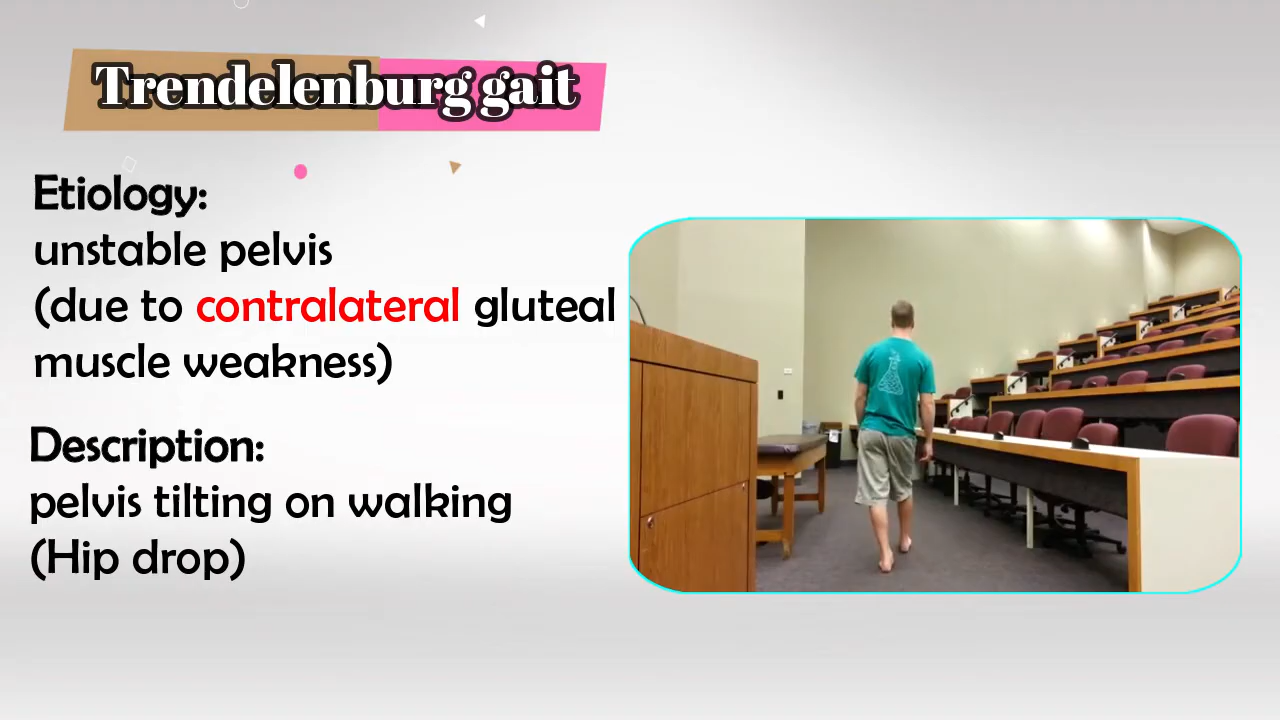 Trendelenburg gait
Etiology:
unstable pelvis
(due to contralateral gluteal
muscle weakness)
Description:
pelvis tilting on walking
(Hip drop)